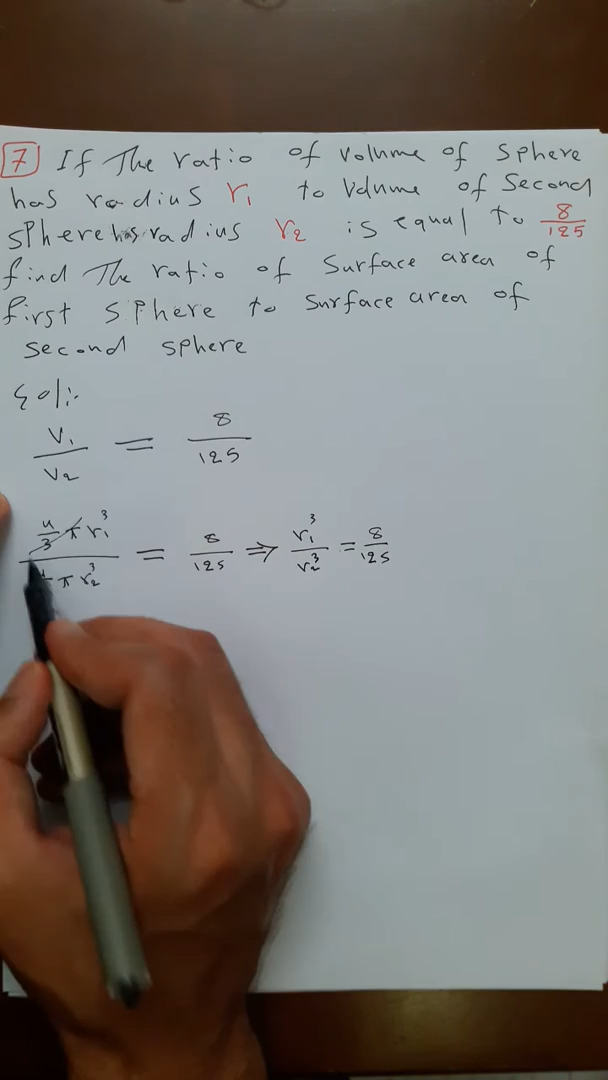 7 If The ratio of volume of sphere
has radius r₁ to volume of Second
sphere has radius r₂ is equal to 8/125
find The ratio of Surface area of
first sphere to surface area of
second sphere
Sol:
V₁/V₂ = 8/125
4/3 π r₁³ / π r₂³ = 8/125 ⇒ r₁³/r₂³ = 8/125